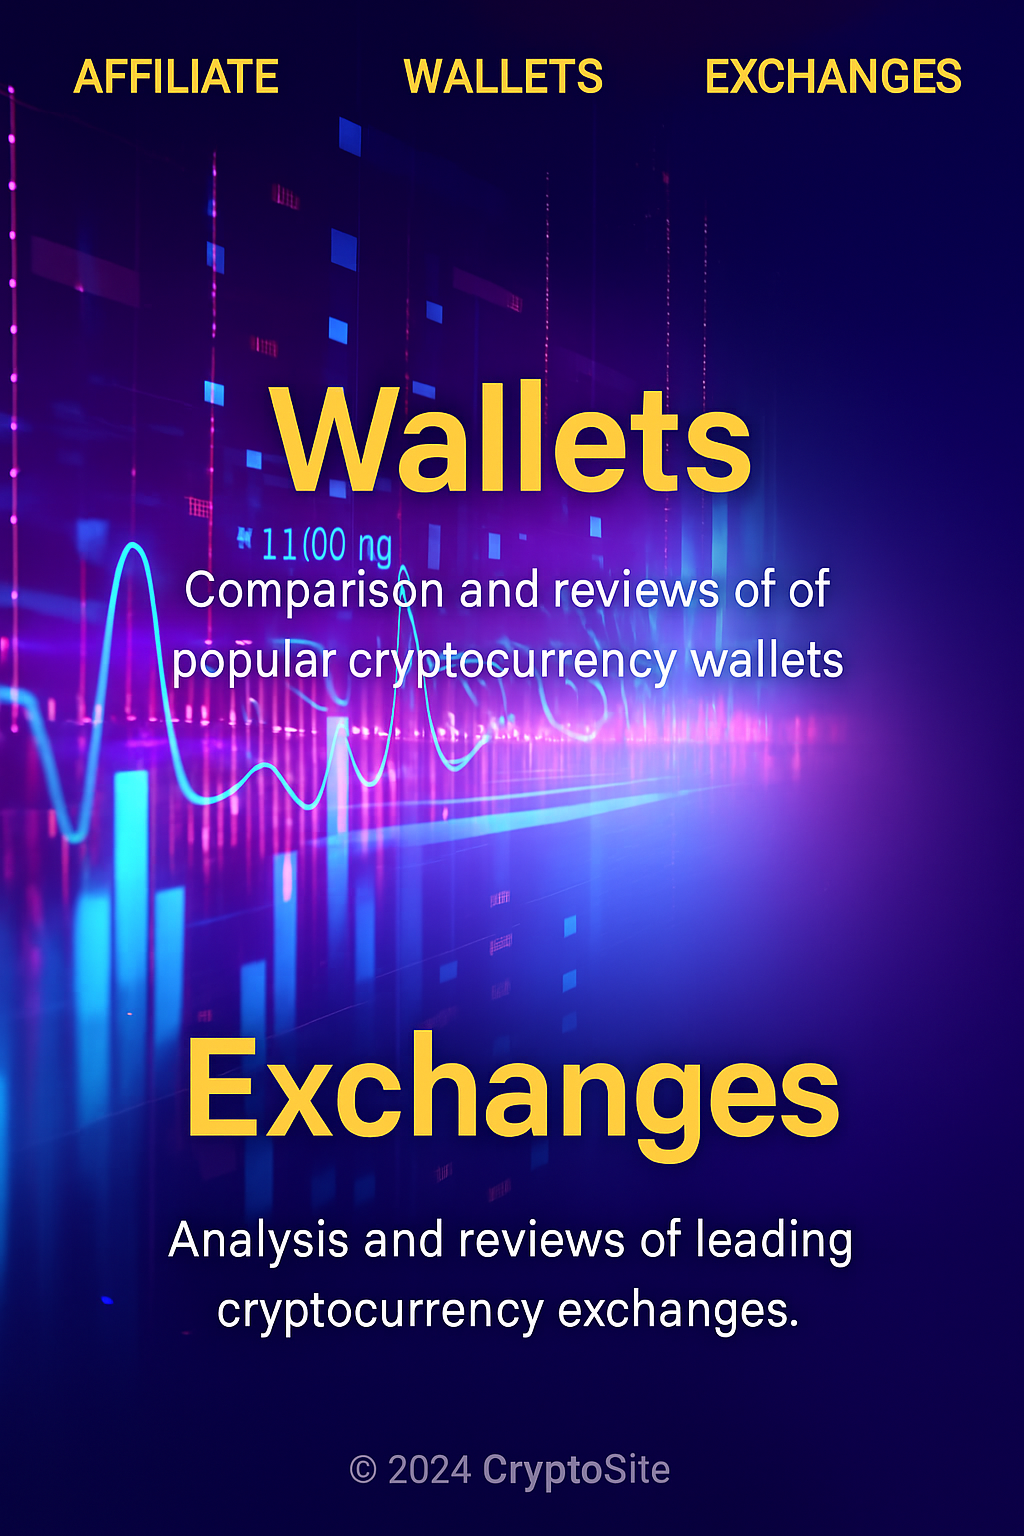 AFFILIATE WALLETS EXCHANGES
Wallets
11(00 ng
Comparison and reviews of of
popular cryptocurrency wallets
Exchanges
Analysis and reviews of leading
cryptocurrency exchanges.
© 2024 CryptoSite